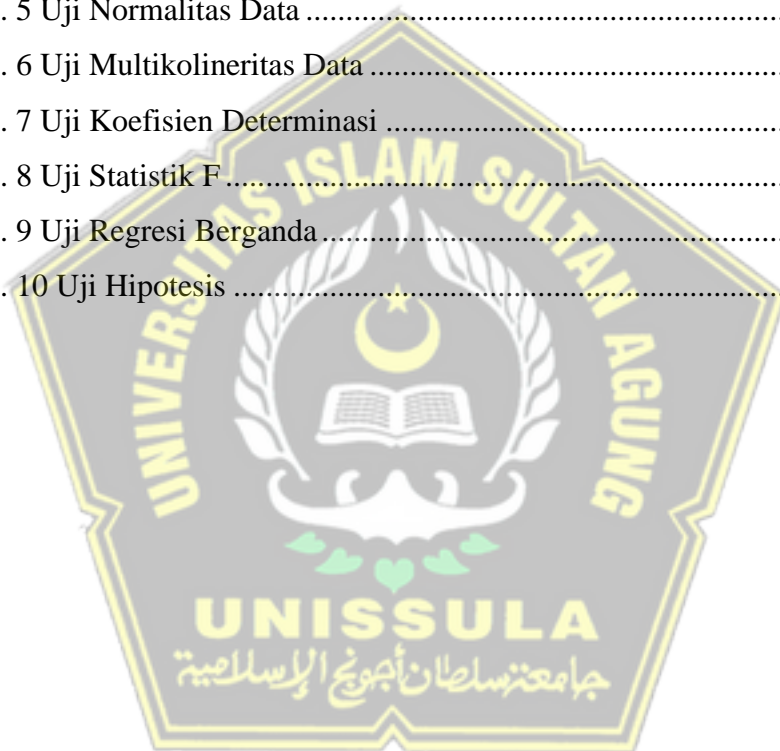 . 5 Uji Normalitas Data ...............................................................
. 6 Uji Multikolineritas Data .......................................................
. 7 Uji Koefisien Determinasi .....................................................
. 8 Uji Statistik F .........................................................................
. 9 Uji Regresi Berganda .............................................................
. 10 Uji Hipotesis ........................................................................
UNIVERSITAS ISLAM SULTAN AGUNG
UNISSULA
جامعة سلطان أجونج الإسلامية